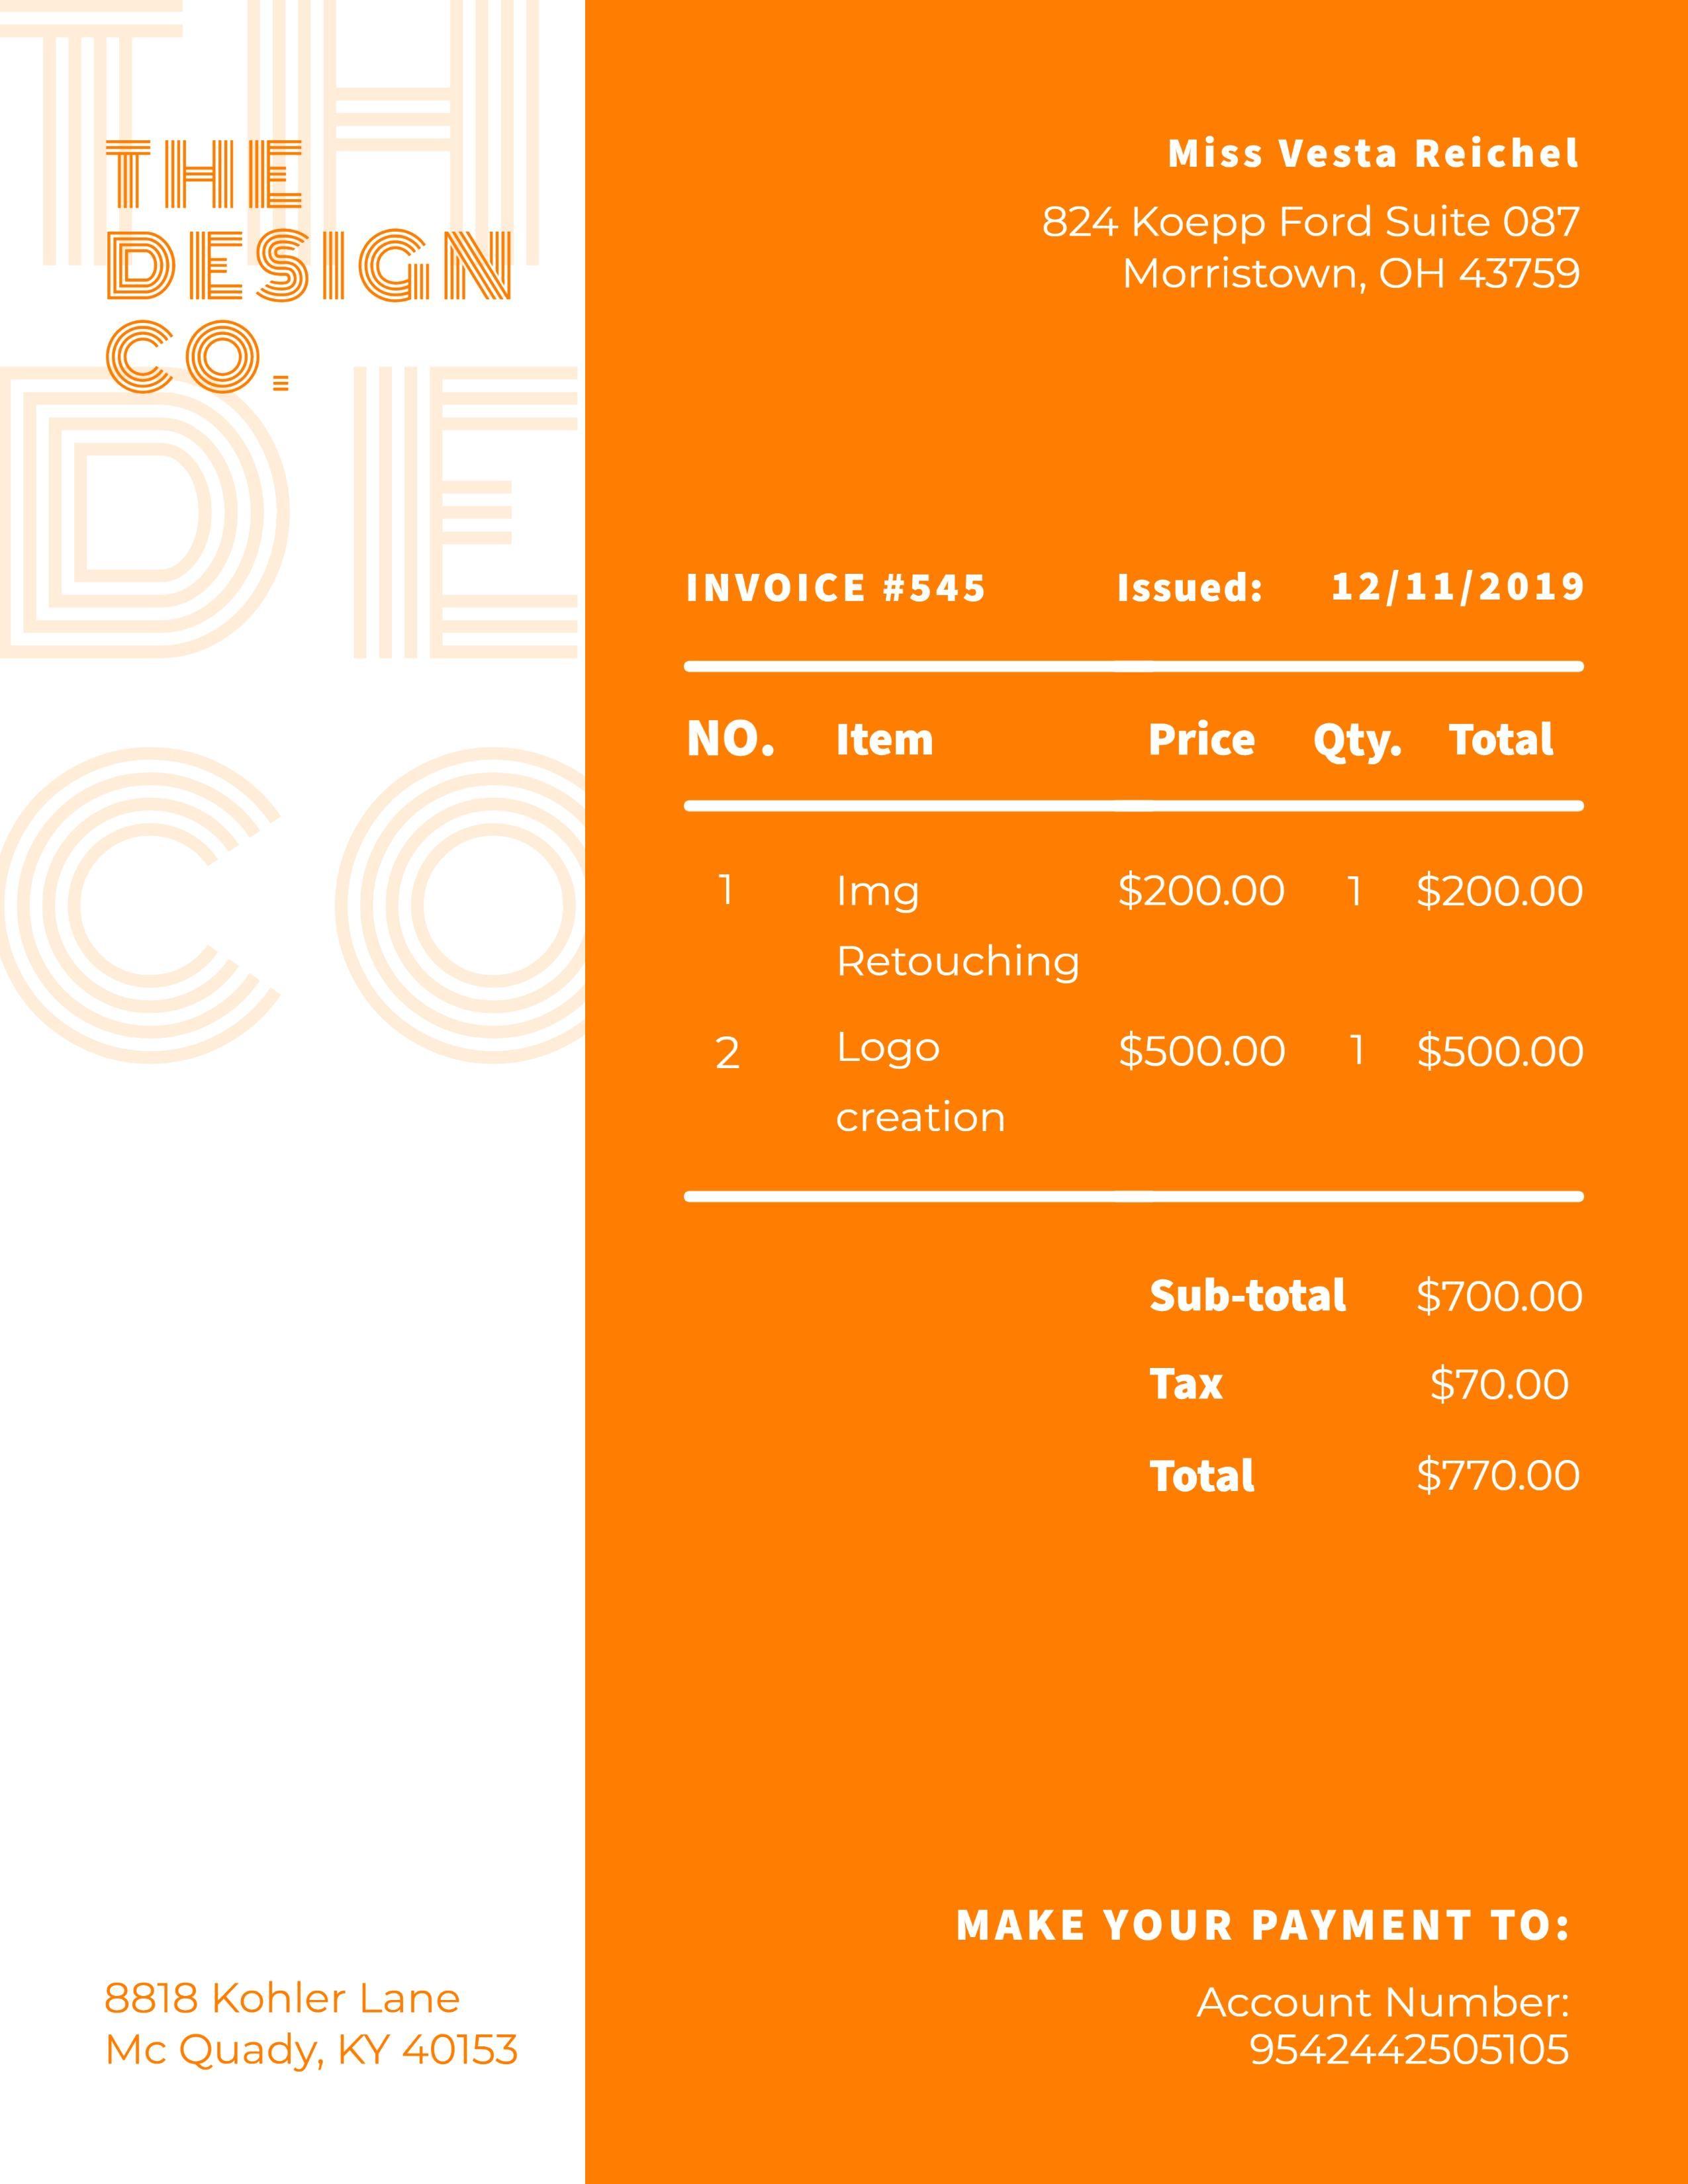 THE
DESIGN
CO.
Miss Vesta Reichel
824 Koepp Ford Suite 087
Morristown, OH 43759
INVOICE #545 Issued: 12/11/2019
NO. Item Price Qty. Total
1 Img $200.00 1 $200.00
Retouching
2 Logo $500.00 1 $500.00
creation
Sub-total $700.00
Tax $70.00
Total $770.00
MAKE YOUR PAYMENT TO:
Account Number:
9542442505105
8818 Kohler Lane
Mc Quady, KY 40153
TH
DE
CO